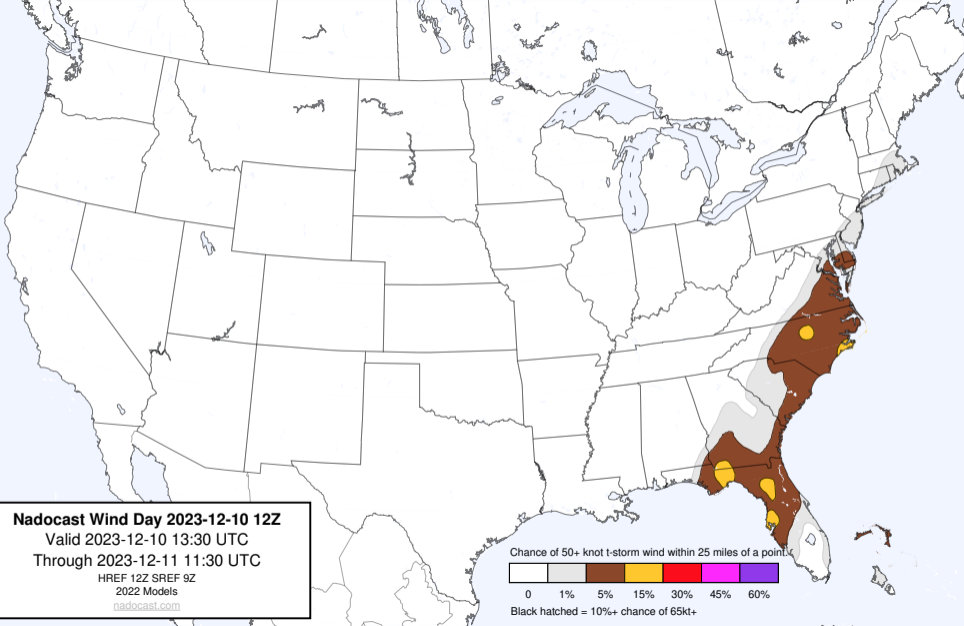 Nadocast Wind Day 2023-12-10 12Z
Valid 2023-12-10 13:30 UTC
Through 2023-12-11 11:30 UTC
HREF 12Z SREF 9Z
2022 Models
nadocast.com
Chance of 50+ knot t-storm wind within 25 miles of a point.
0 1% 5% 15% 30% 45% 60%
Black hatched = 10%+ chance of 65kt+